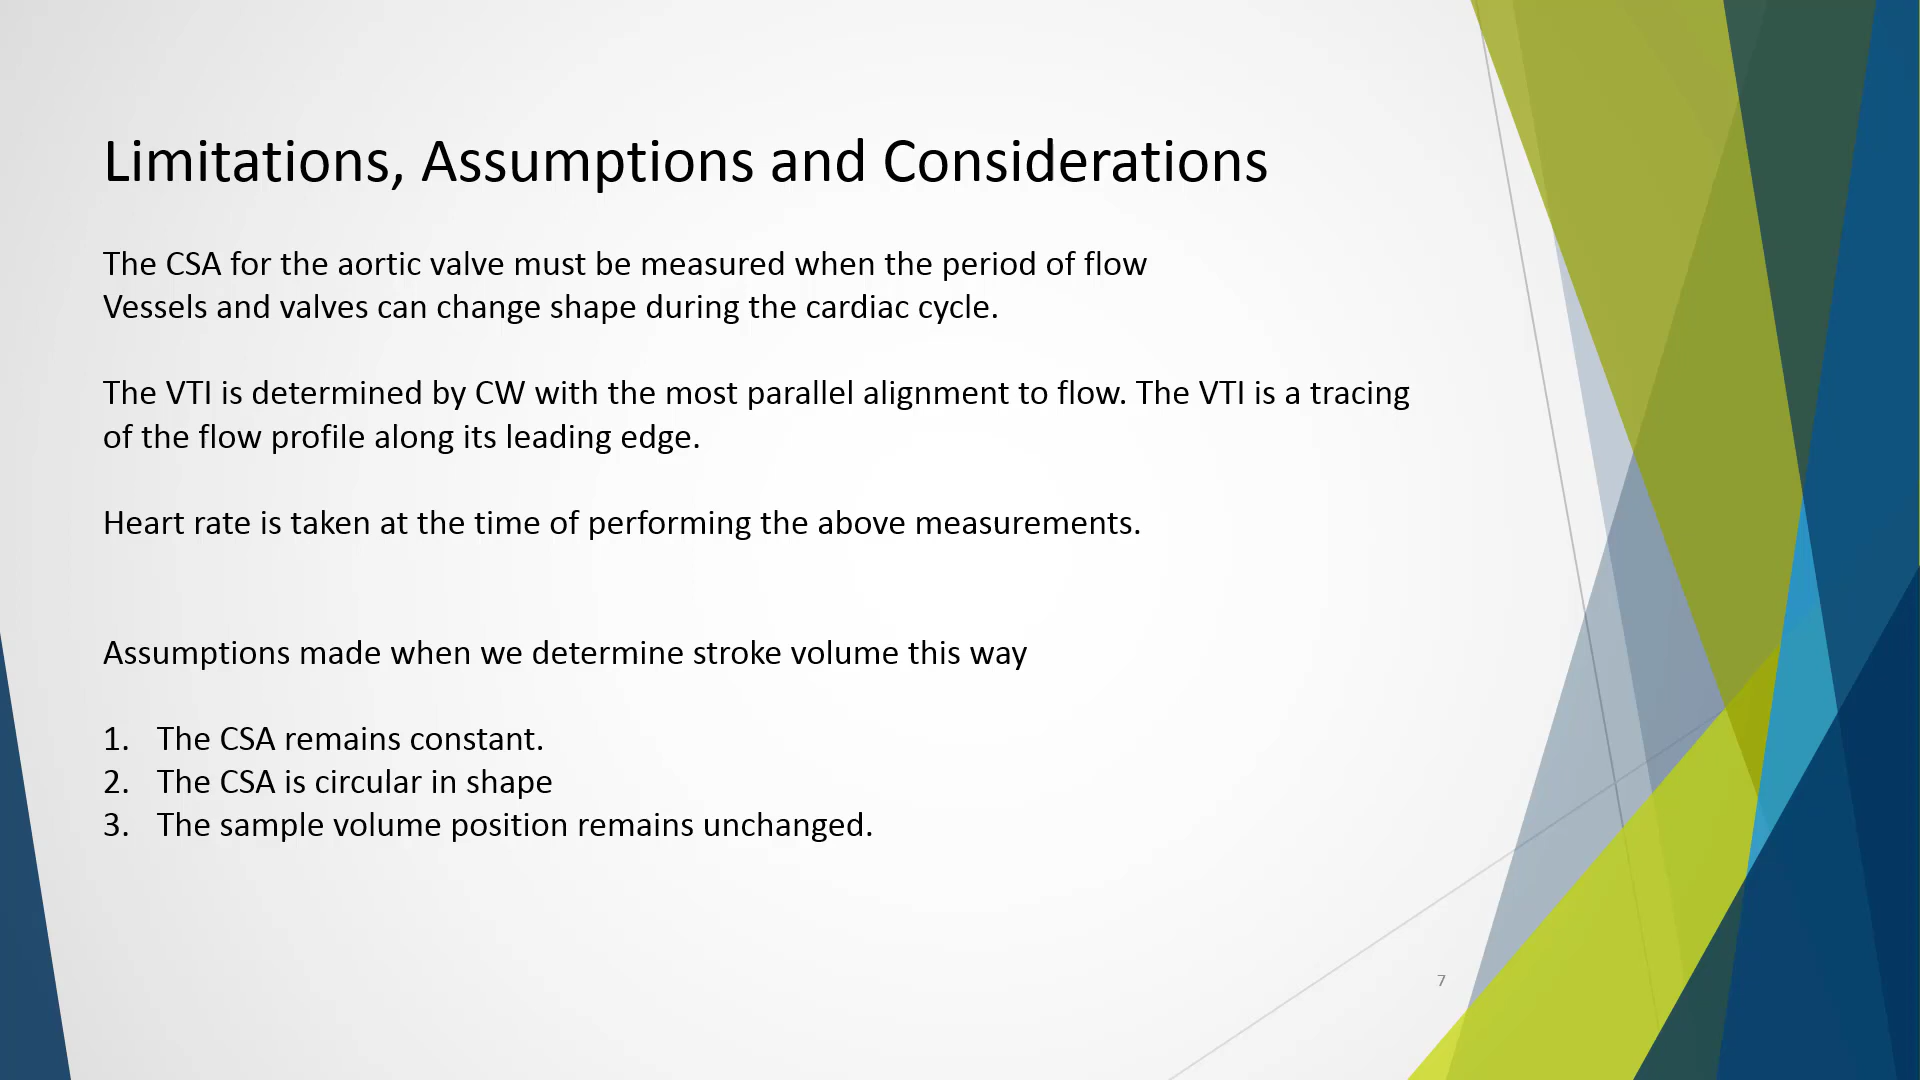 Limitations, Assumptions and Considerations
The CSA for the aortic valve must be measured when the period of flow
Vessels and valves can change shape during the cardiac cycle.
The VTI is determined by CW with the most parallel alignment to flow. The VTI is a tracing
of the flow profile along its leading edge.
Heart rate is taken at the time of performing the above measurements.
Assumptions made when we determine stroke volume this way
1. The CSA remains constant.
2. The CSA is circular in shape
3. The sample volume position remains unchanged.
7